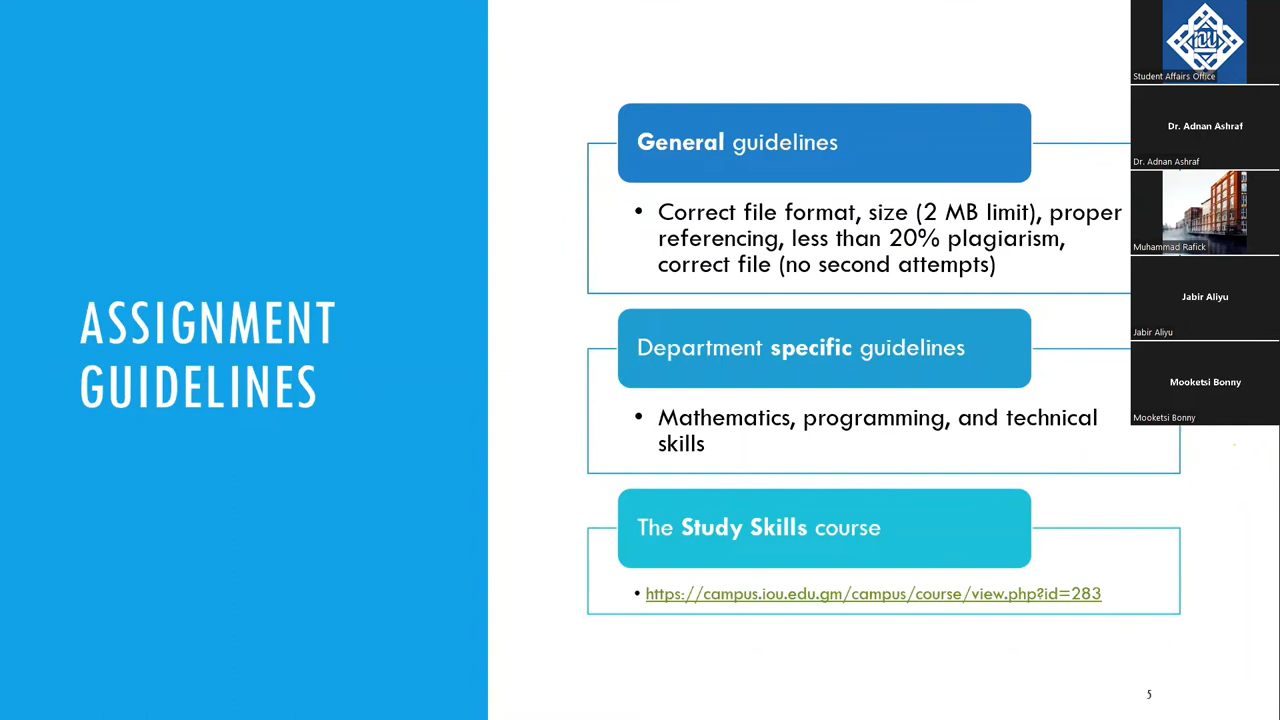 ASSIGNMENT
GUIDELINES
General guidelines
• Correct file format, size (2 MB limit), proper
referencing, less than 20% plagiarism,
correct file (no second attempts)
Department specific guidelines
• Mathematics, programming, and technical
skills
The Study Skills course
• https://campus.iou.edu.gm/campus/course/view.php?id=283
5
IOU
Student Affairs Office
Dr. Adnan Ashraf
Dr. Adnan Ashraf
Muhammad Rafick
Jabir Aliyu
Jabir Aliyu
Mooketsi Bonny
Mooketsi Bonny